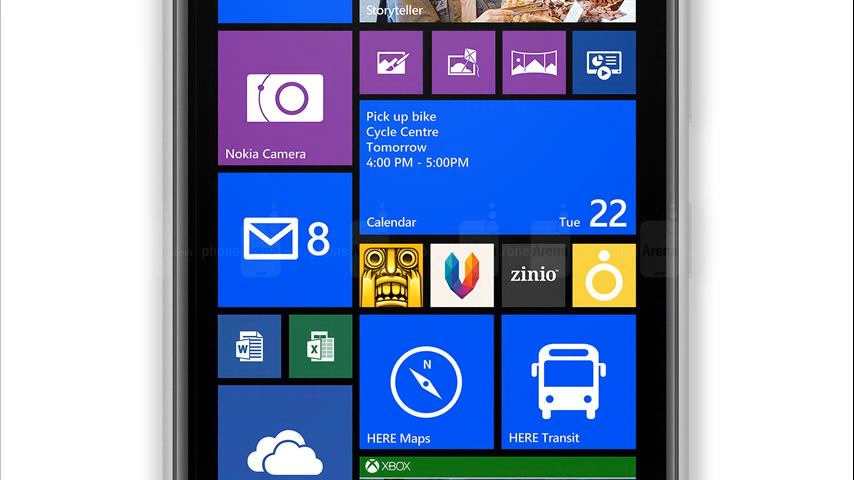 Storyteller
Nokia Camera
Pick up bike
Cycle Centre
Tomorrow
4:00 PM - 5:00PM
Calendar
Tue 22
8
zinio
W
X
N
HERE Maps
HERE Transit
XBOX
phoneArena